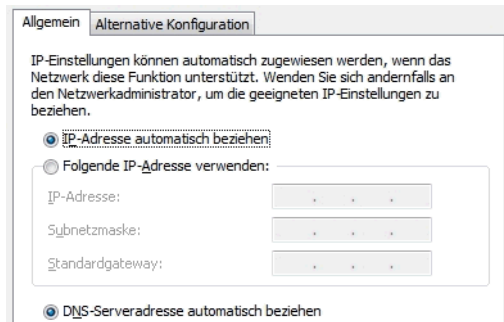 Allgemein
Alternative Konfiguration
IP-Einstellungen können automatisch zugewiesen werden, wenn das
Netzwerk diese Funktion unterstützt. Wenden Sie sich andernfalls an
den Netzwerkadministrator, um die geeigneten IP-Einstellungen zu
beziehen.
IP-Adresse automatisch beziehen
Folgende IP-Adresse verwenden:
IP-Adresse:
Subnetzmaske:
Standardgateway:
DNS-Serveradresse automatisch beziehen